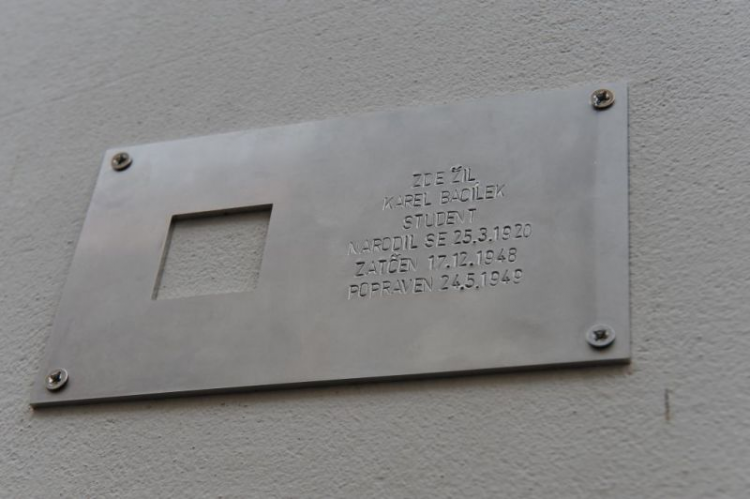 ZDE ŽIL
KAREL BACÍLEK
STUDENT
NARODIL SE 25.3.1920
ZATČEN 17.12.1948
POPRAVEN 24.5.1949